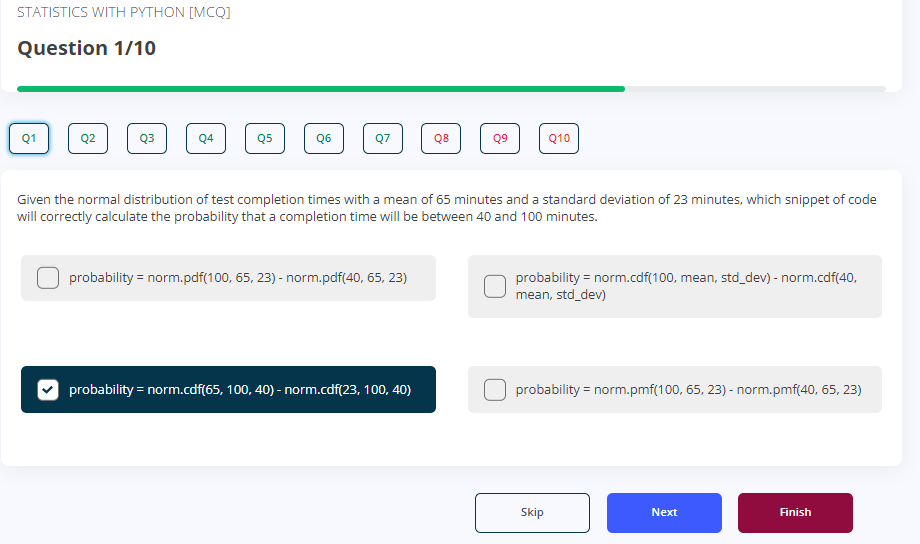 STATISTICS WITH PYTHON [MCQ]
Question 1/10
Q1 Q2 Q3 Q4 Q5 Q6 Q7 Q8 Q9 Q10
Given the normal distribution of test completion times with a mean of 65 minutes and a standard deviation of 23 minutes, which snippet of code
will correctly calculate the probability that a completion time will be between 40 and 100 minutes.
probability = norm.pdf(100, 65, 23) - norm.pdf(40, 65, 23)
probability = norm.cdf(100, mean, std_dev) - norm.cdf(40,
mean, std_dev)
probability = norm.cdf(65, 100, 40) - norm.cdf(23, 100, 40)
probability = norm.pmf(100, 65, 23) - norm.pmf(40, 65, 23)
Skip Next Finish